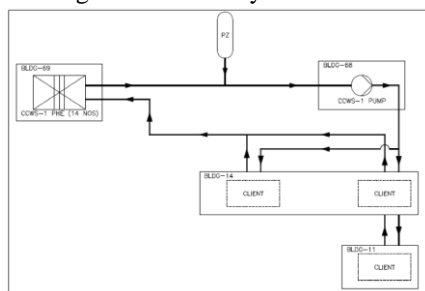 PZ
BLDG-69
CCWS-1 PHE (14 NOS)
BLDG-68
CCWS-1 PUMP
BLDG-14
CLIENT
CLIENT
BLDG-11
CLIENT